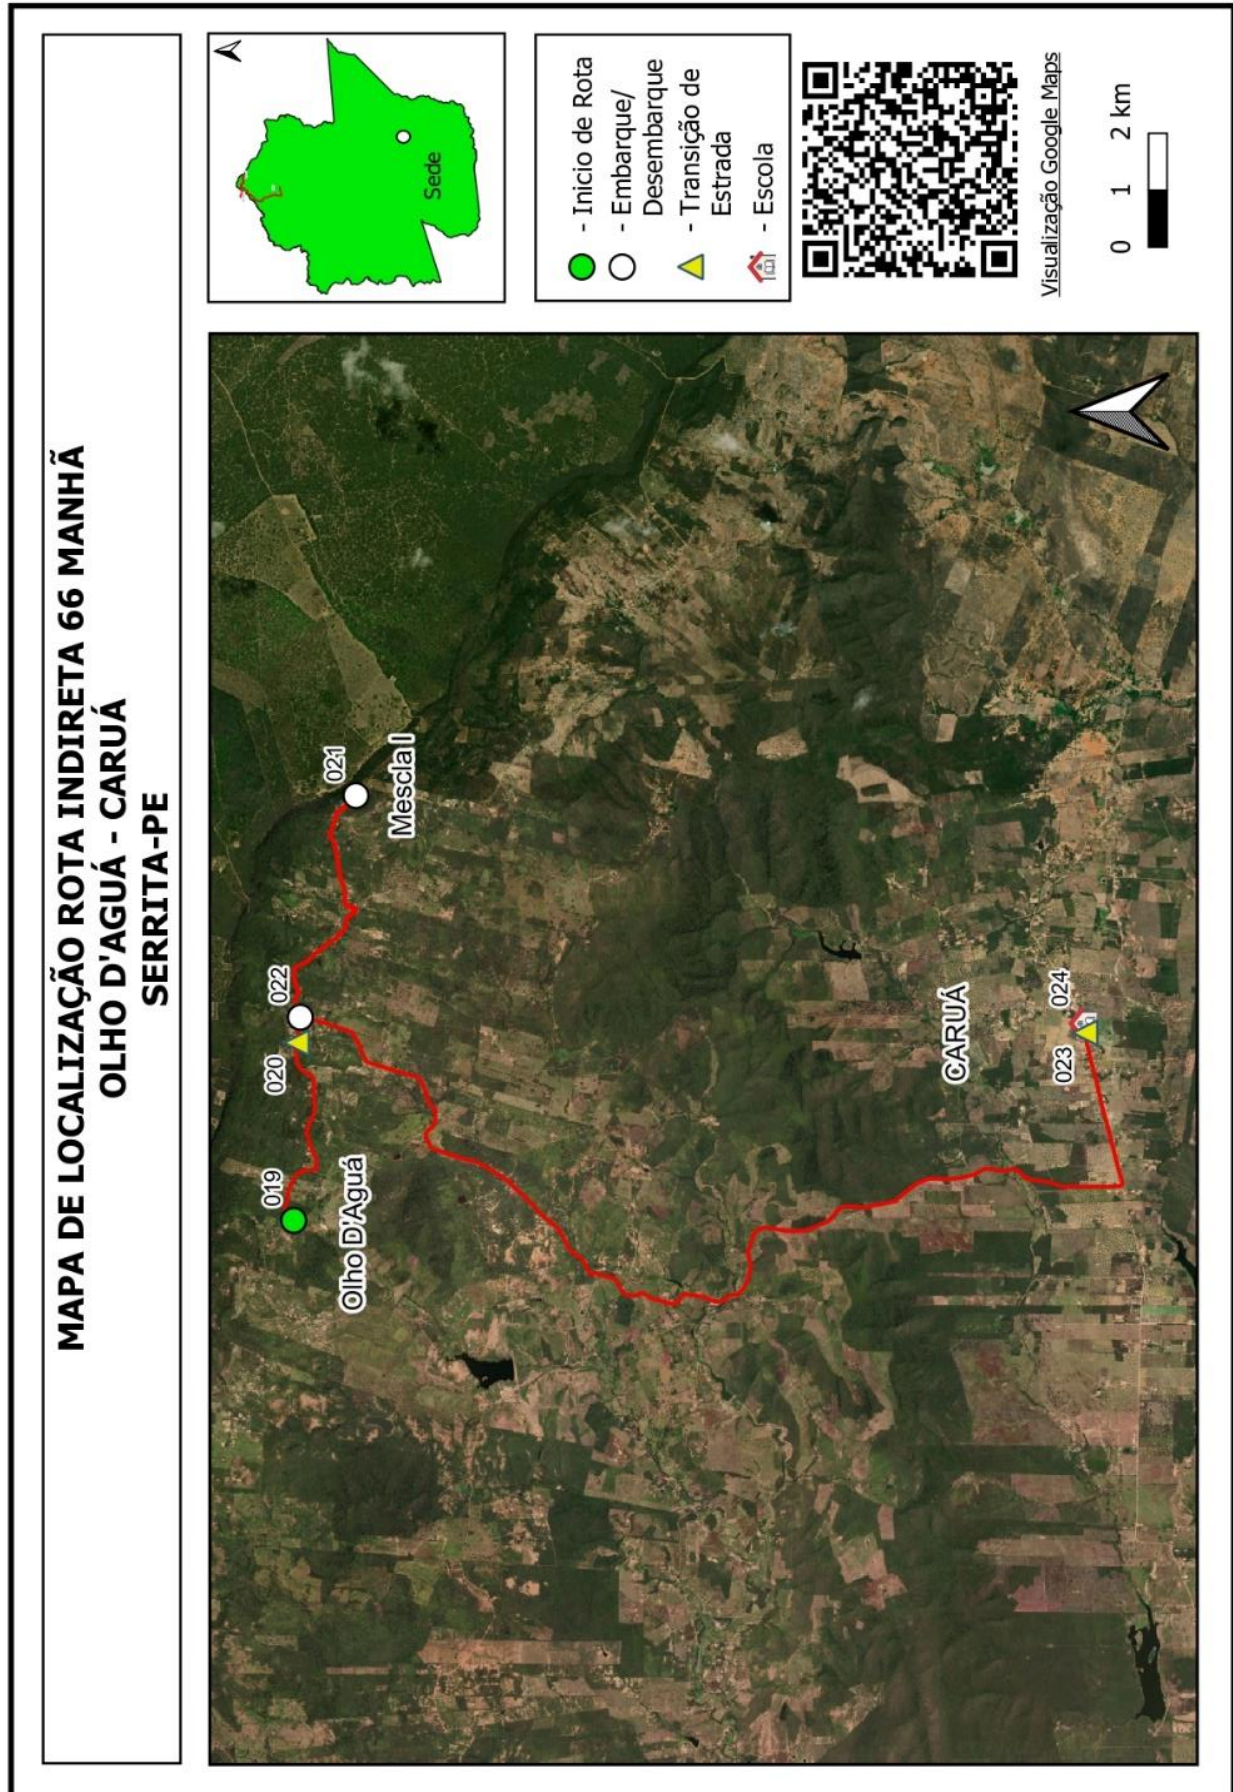 MAPA DE LOCALIZAÇÃO ROTA INDIRETA 66 MANHÃ
OLHO D'AGUÁ - CARUÁ
SERRITA-PE
019
020
022
021
Olho D'Aguá
Mescla I
CARUÁ
023
024
Sede
- Inicio de Rota
- Embarque/
Desembarque
- Transição de
Estrada
- Escola
Visualização Google Maps
0 1 2 km